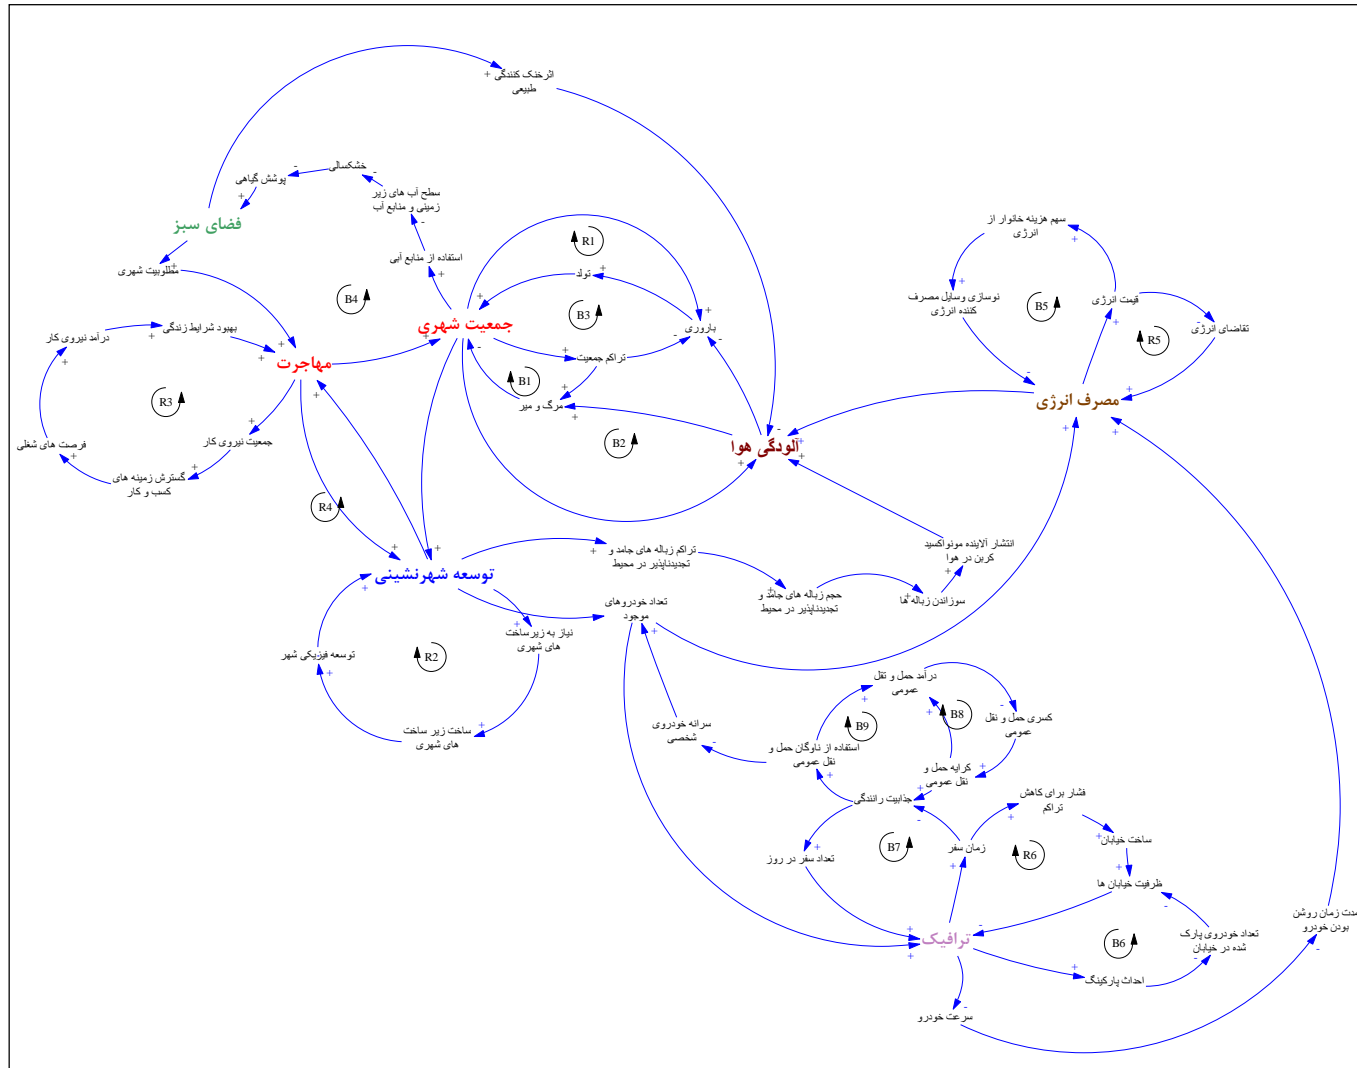 اثر خنک کنندگی
طبیعی
خشکسالی
پوشش گیاهی
سطح آب های زیر
زمینی و منابع آب
فضای سبز
مطلوبیت شهری
استفاده از منابع آبی
R1
تولد
B4
B3
جمعیت شهری
باروری
تراکم جمعیت
B1
مرگ و میر
B2
آلودگی هوا
درآمد نیروی کار
بهبود شرایط زندگی
مهاجرت
R3
فرصت های شغلی
جمعیت نیروی کار
گسترش زمینه های
کسب و کار
R4
سهم هزینه خانوار از
انرژی
نوسازی وسایل مصرف
کننده انرژی
B5
قیمت انرژی
R5
تقاضای انرژی
مصرف انرژی
توسعه شهرنشینی
تراکم زباله های جامد و
تجدیدناپذیر در محیط
حجم زباله های جامد و
تجدیدناپذیر در محیط
سوزاندن زباله ها
انتشار آلاینده مونواکسید
کربن در هوا
تعداد خودروهای
موجود
نیاز به زیرساخت
های شهری
توسعه فیزیکی شهر
R2
ساخت زیر ساخت
های شهری
سرانه خودروی
شخصی
درآمد حمل و نقل
عمومی
B9
B8
کسری حمل و نقل
عمومی
استفاده از ناوگان حمل و
نقل عمومی
کرایه حمل و
نقل عمومی
جذابیت رانندگی
فشار برای کاهش
تراکم
B7
زمان سفر
R6
ساخت خیابان
تعداد سفر در روز
ظرفیت خیابان ها
ترافیک
B6
تعداد خودروی پارک
شده در خیابان
مدت زمان روشن
بودن خودرو
احداث پارکینگ
سرعت خودرو